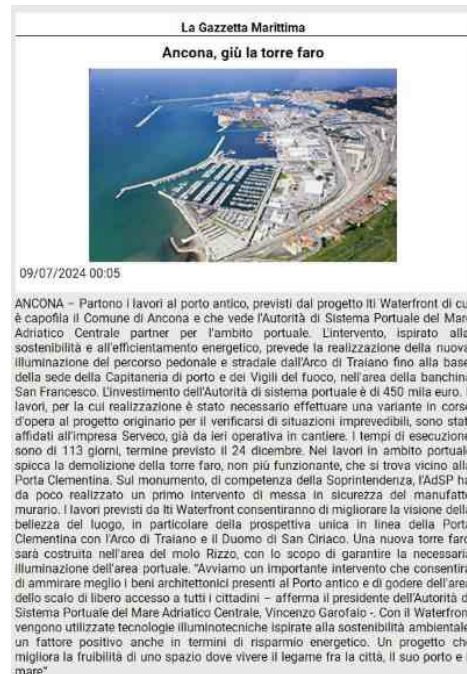 La Gazzetta Marittima
Ancona, giù la torre faro
09/07/2024 00:05
ANCONA – Partono i lavori al porto antico, previsti dal progetto Iti Waterfront di cu
è capofila il Comune di Ancona e che vede l'Autorità di Sistema Portuale del Mare
Adriatico Centrale partner per l'ambito portuale. L'intervento, ispirato alla
sostenibilità e all'efficientamento energetico, prevede la realizzazione della nuova
illuminazione del percorso pedonale e stradale dall'Arco di Traiano fino alla base
della sede della Capitaneria di porto e dei Vigili del fuoco, nell'area della banchina
San Francesco. L'investimento dell'Autorità di sistema portuale è di 450 mila euro. I
lavori, per la cui realizzazione è stato necessario effettuare una variante in corso
d'opera al progetto originario per il verificarsi di situazioni imprevedibili, sono stat
affidati all'impresa Serveco, già da ieri operativa in cantiere. I tempi di esecuzione
sono di 113 giorni, termine previsto il 24 dicembre. Nei lavori in ambito portuale
spicca la demolizione della torre faro, non più funzionante, che si trova vicino alla
Porta Clementina. Sul monumento, di competenza della Soprintendenza, l'AdSP ha
da poco realizzato un primo intervento di messa in sicurezza del manufatto
murario. I lavori previsti da Iti Waterfront consentiranno di migliorare la visione della
bellezza del luogo, in particolare della prospettiva unica in linea della Porta
Clementina con l'Arco di Traiano e il Duomo di San Ciriaco. Una nuova torre faro
sarà costruita nell'area del molo Rizzo, con lo scopo di garantire la necessaria
illuminazione dell'area portuale. "Avviamo un importante intervento che consentirà
di ammirare meglio i beni architettonici presenti al Porto antico e di godere dell'area
dello scalo di libero accesso a tutti i cittadini – afferma il presidente dell'Autorità d
Sistema Portuale del Mare Adriatico Centrale, Vincenzo Garofalo -. Con il Waterfront
vengono utilizzate tecnologie illuminotecniche ispirate alla sostenibilità ambientale,
un fattore positivo anche in termini di risparmio energetico. Un progetto che
migliora la fruibilità di uno spazio dove vivere il legame fra la città, il suo porto e i
mare"